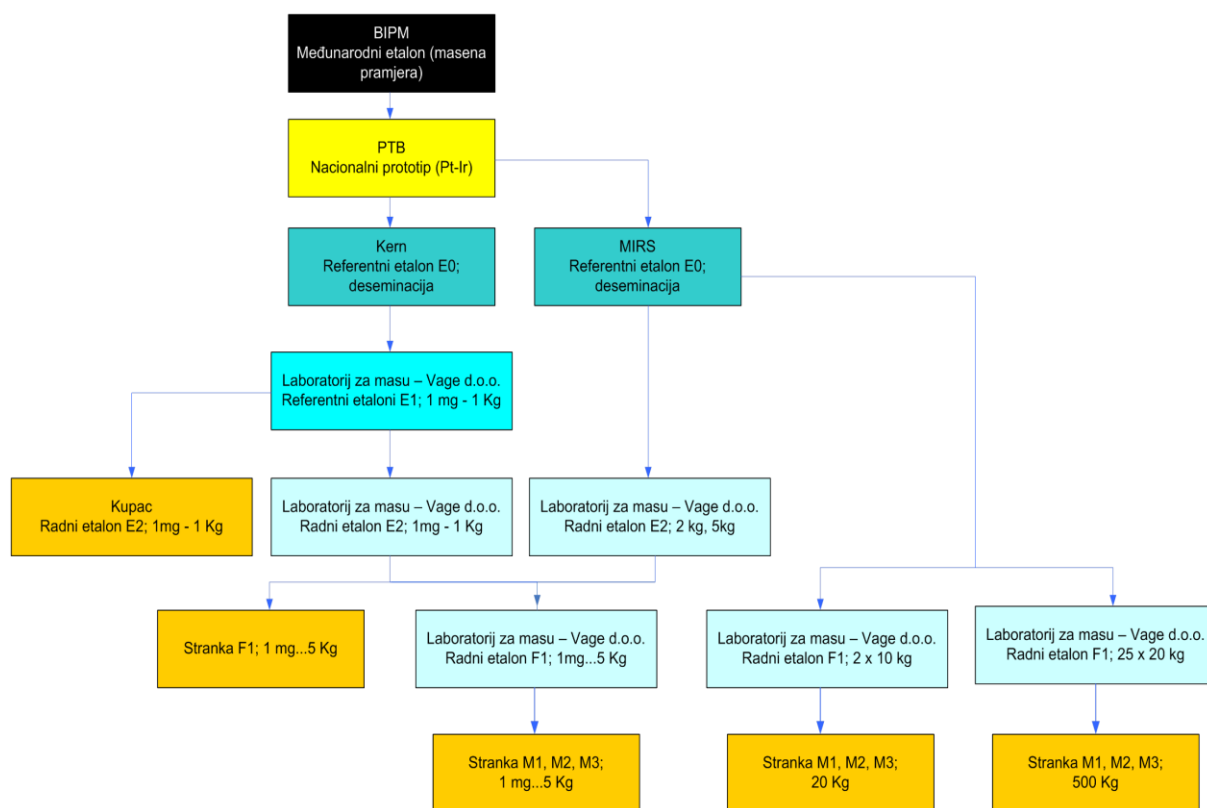 BIPM
Međunarodni etalon (masena
pramjera)
PTB
Nacionalni prototip (Pt-Ir)
Kern
Referentni etalon E0;
deseminacija
MIRS
Referentni etalon E0;
deseminacija
Laboratorij za masu – Vage d.o.o.
Referentni etaloni E1; 1 mg - 1 Kg
Kupac
Radni etalon E2; 1mg - 1 Kg
Laboratorij za masu – Vage d.o.o.
Radni etalon E2; 1mg - 1 Kg
Laboratorij za masu – Vage d.o.o.
Radni etalon E2; 2 kg, 5kg
Stranka F1; 1 mg...5 Kg
Laboratorij za masu – Vage d.o.o.
Radni etalon F1; 1mg...5 Kg
Laboratorij za masu – Vage d.o.o.
Radni etalon F1; 2 x 10 kg
Laboratorij za masu – Vage d.o.o.
Radni etalon F1; 25 x 20 kg
Stranka M1, M2, M3;
1 mg...5 Kg
Stranka M1, M2, M3;
20 Kg
Stranka M1, M2, M3;
500 Kg